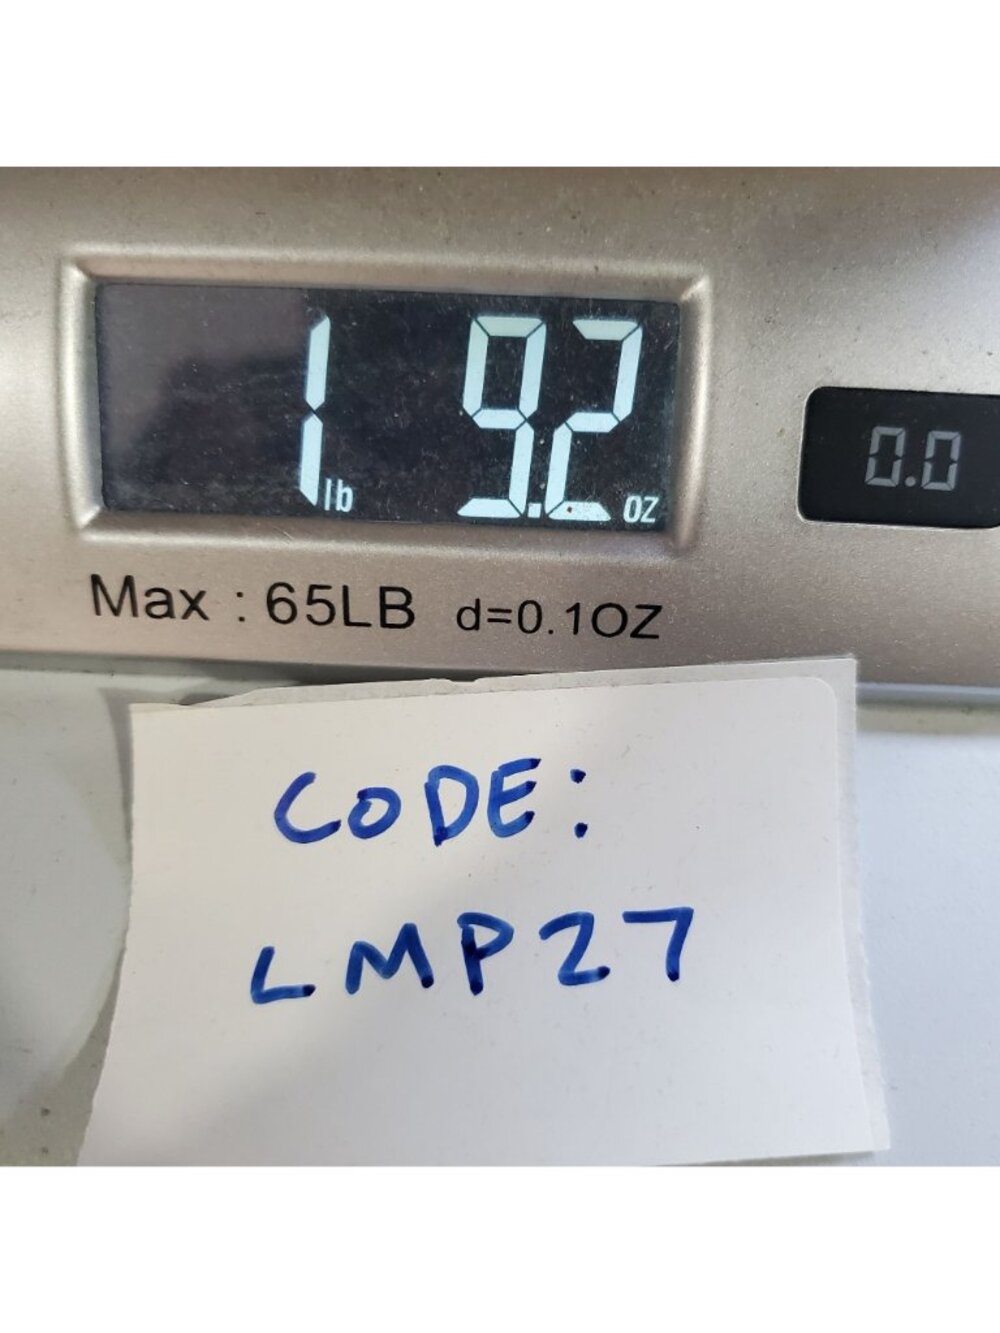 1 lb 9.2 oz
0.0
Max : 65LB d=0.1OZ
CODE:
LMP27